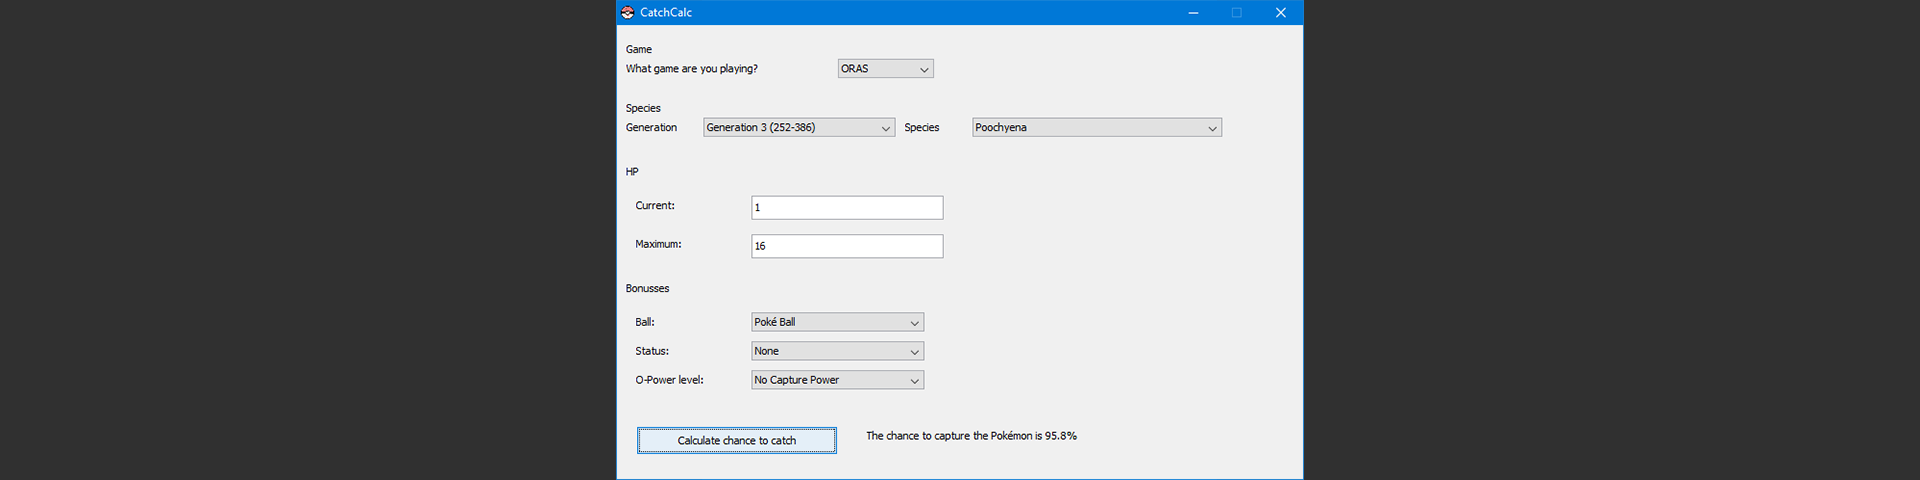 CatchCalc
Game
What game are you playing? ORAS
Species
Generation Generation 3 (252-386) Species Poochyena
HP
Current: 1
Maximum: 16
Bonusses
Ball: Poké Ball
Status: None
O-Power level: No Capture Power
Calculate chance to catch The chance to capture the Pokémon is 95.8%